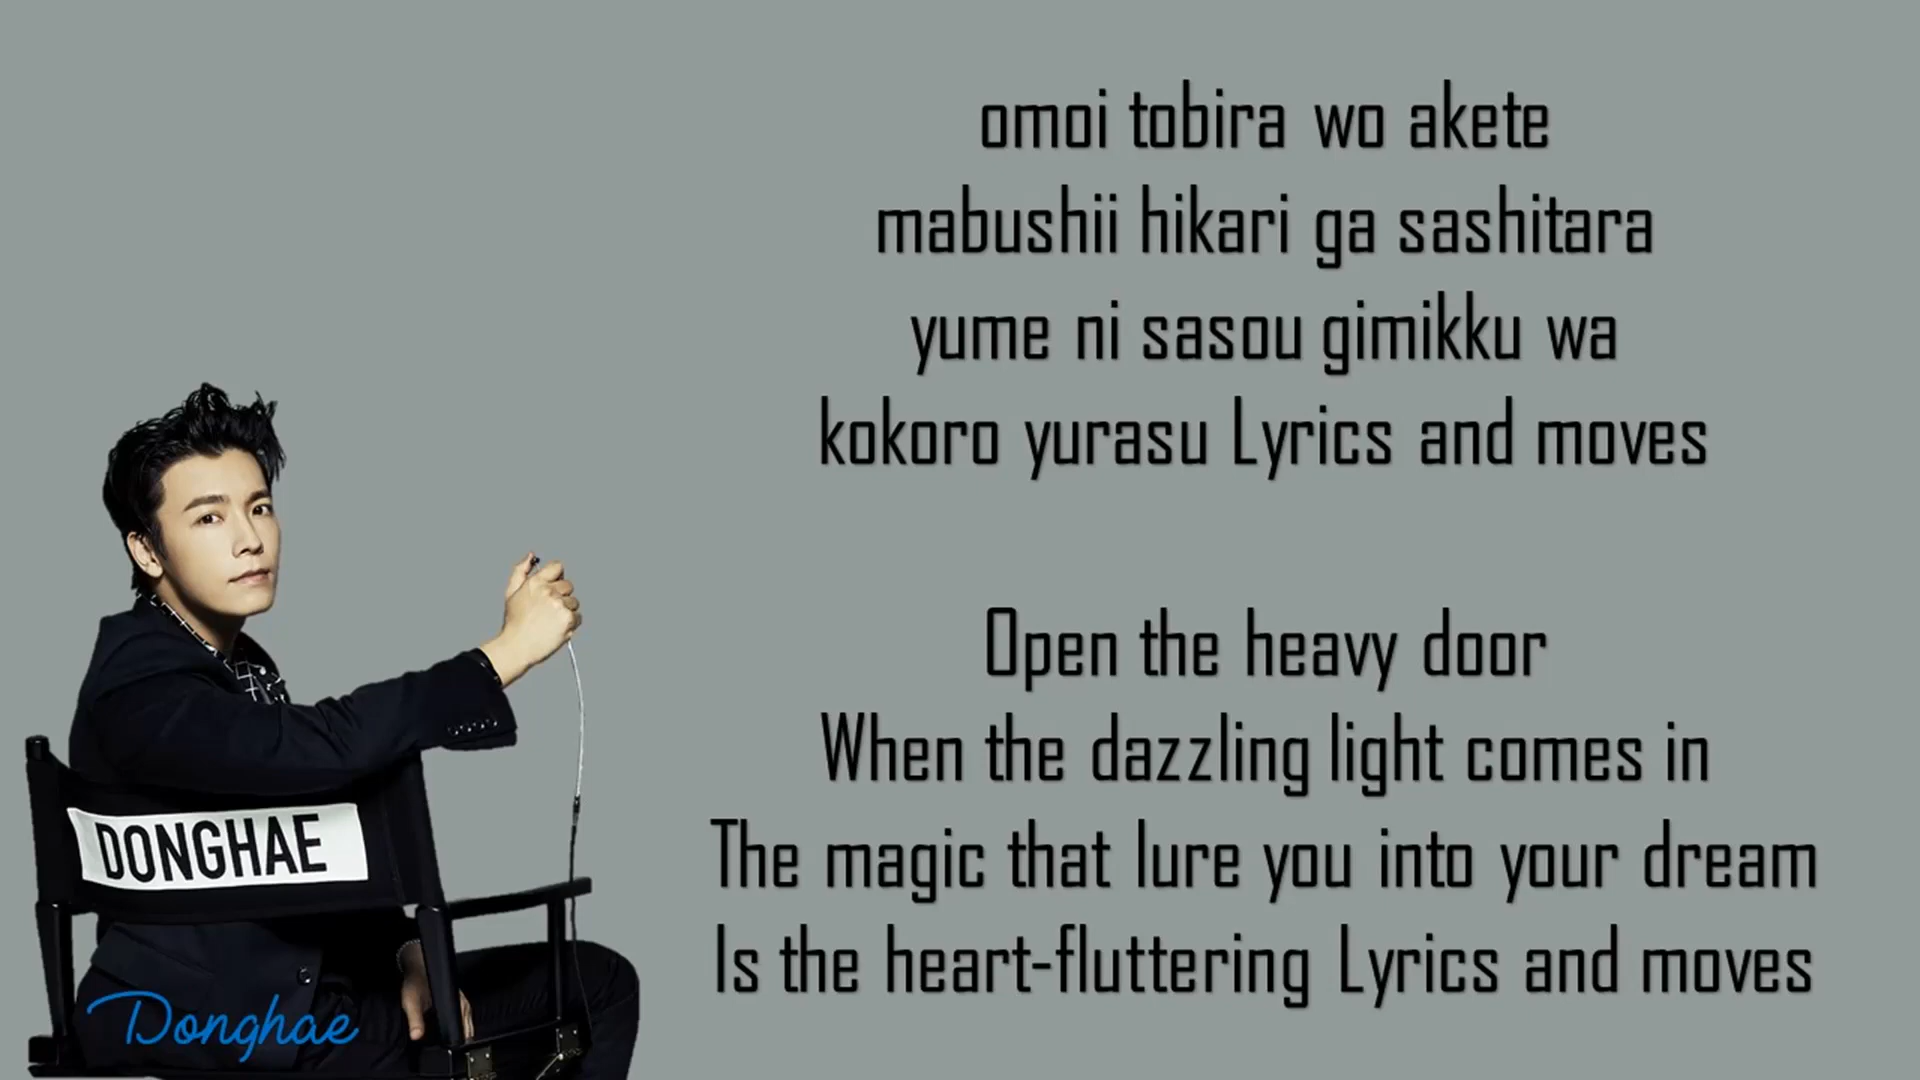 omoi tobira wo akete
mabushii hikari ga sashitara
yume ni sasou gimikku wa
kokoro yurasu Lyrics and moves
Open the heavy door
When the dazzling light comes in
The magic that lure you into your dream
Is the heart-fluttering Lyrics and moves
DONGHAE
Donghae